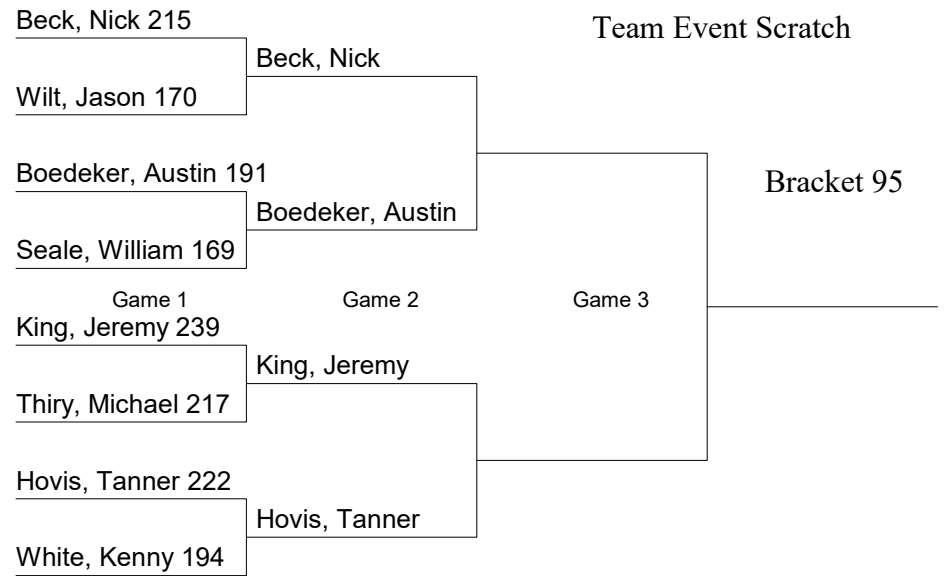 Beck, Nick 215
Team Event Scratch
Beck, Nick
Wilt, Jason 170
Boedeker, Austin 191
Bracket 95
Boedeker, Austin
Seale, William 169
Game 1
Game 2
Game 3
King, Jeremy 239
King, Jeremy
Thiry, Michael 217
Hovis, Tanner 222
Hovis, Tanner
White, Kenny 194